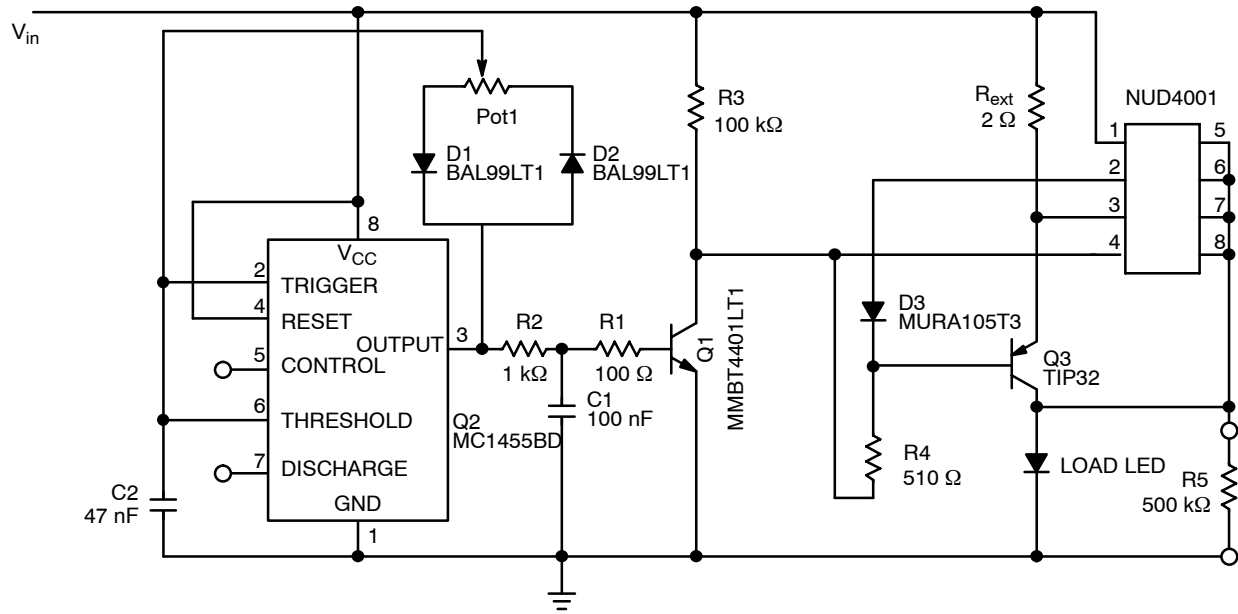 Vin
Pot1
D1
BAL99LT1
D2
BAL99LT1
R3
100 kΩ
Rext
2 Ω
NUD4001
1
2
3
4
5
6
7
8
8
VCC
2
TRIGGER
4
RESET
OUTPUT
3
5
CONTROL
6
THRESHOLD
7
DISCHARGE
GND
1
Q2
MC1455BD
C2
47 nF
R2
1 kΩ
R1
100 Ω
C1
100 nF
Q1
MMBT4401LT1
D3
MURA105T3
Q3
TIP32
R4
510 Ω
LOAD LED
R5
500 kΩ